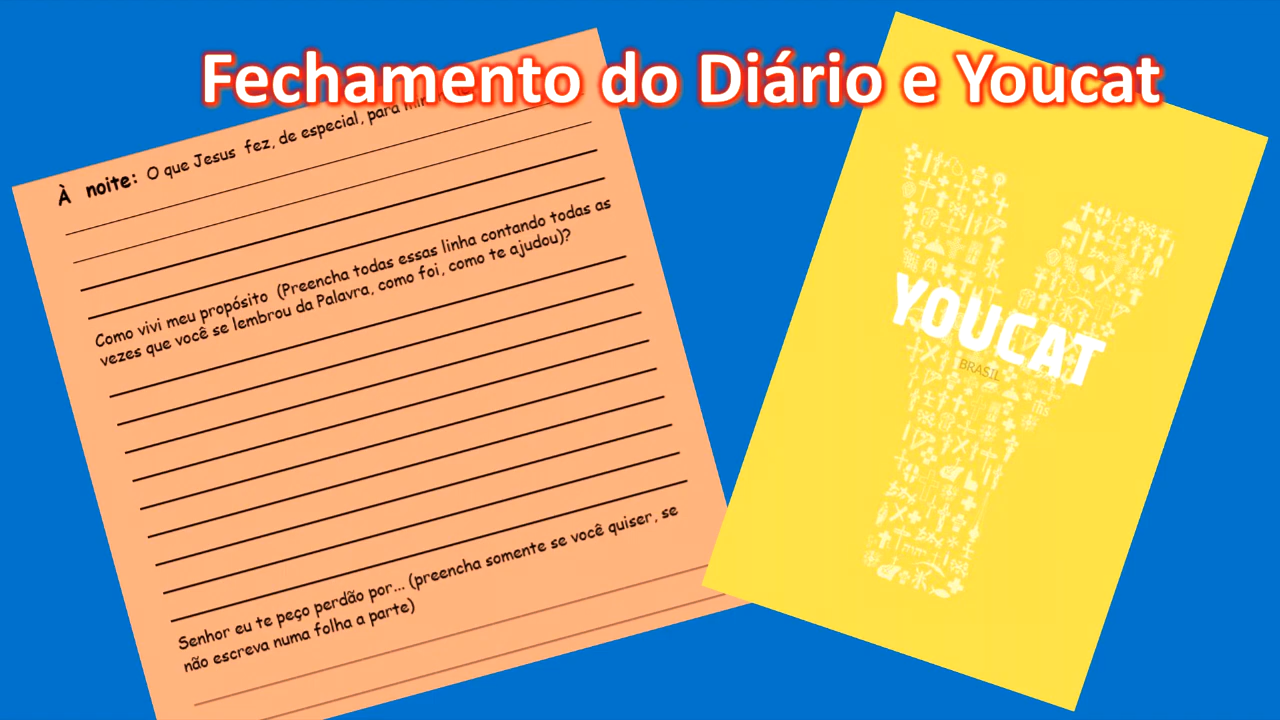 Fechamento do Diário e Youcat
À noite: O que Jesus fez, de especial, para
Como vivi meu propósito (Preencha todas essas linha contando todas as
vezes que você se lembrou da Palavra, como foi, como te ajudou)?
Senhor eu te peço perdão por... (preencha somente se você quiser, se
não escreva numa folha a parte)
YOUCAT
BRASIL